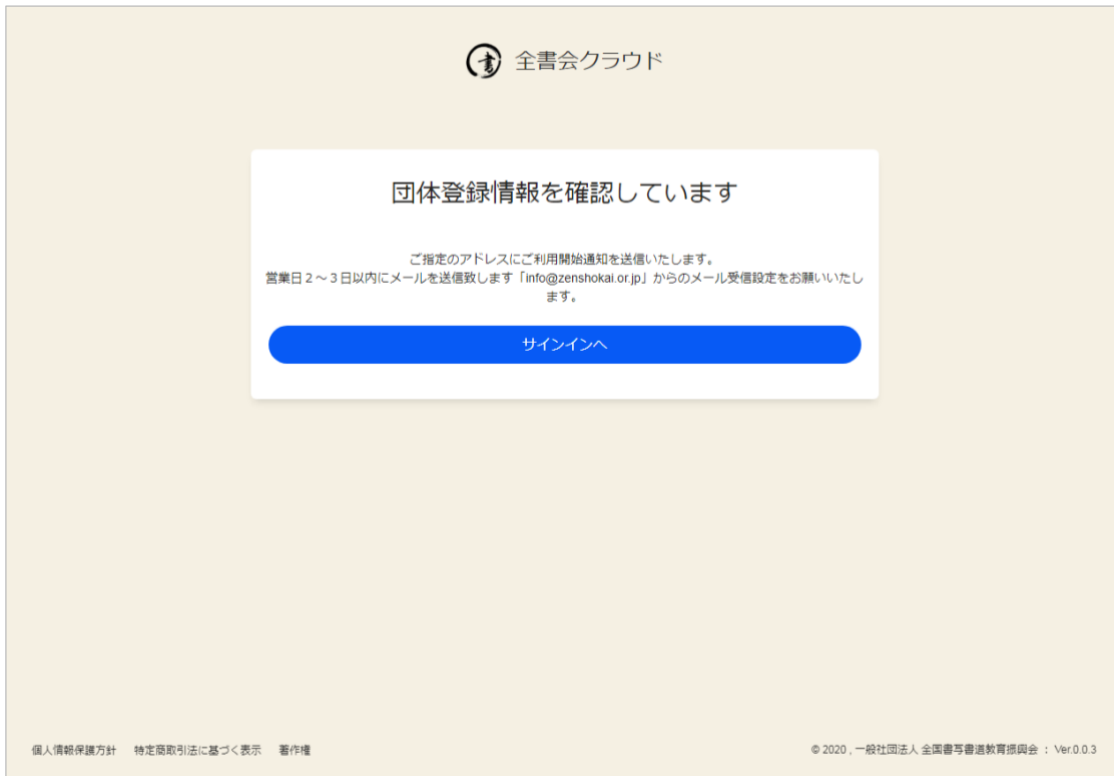 書 全書会クラウド
団体登録情報を確認しています
ご指定のアドレスにご利用開始通知を送信いたします。
営業日2～3日以内にメールを送信致します「info@zenshokai.or.jp」からのメール受信設定をお願いいたし
ます。
サインインへ
個人情報保護方針 特定商取引法に基づく表示 著作権
© 2020 , 一般社団法人 全国書写書道教育振興会 ： Ver.0.0.3